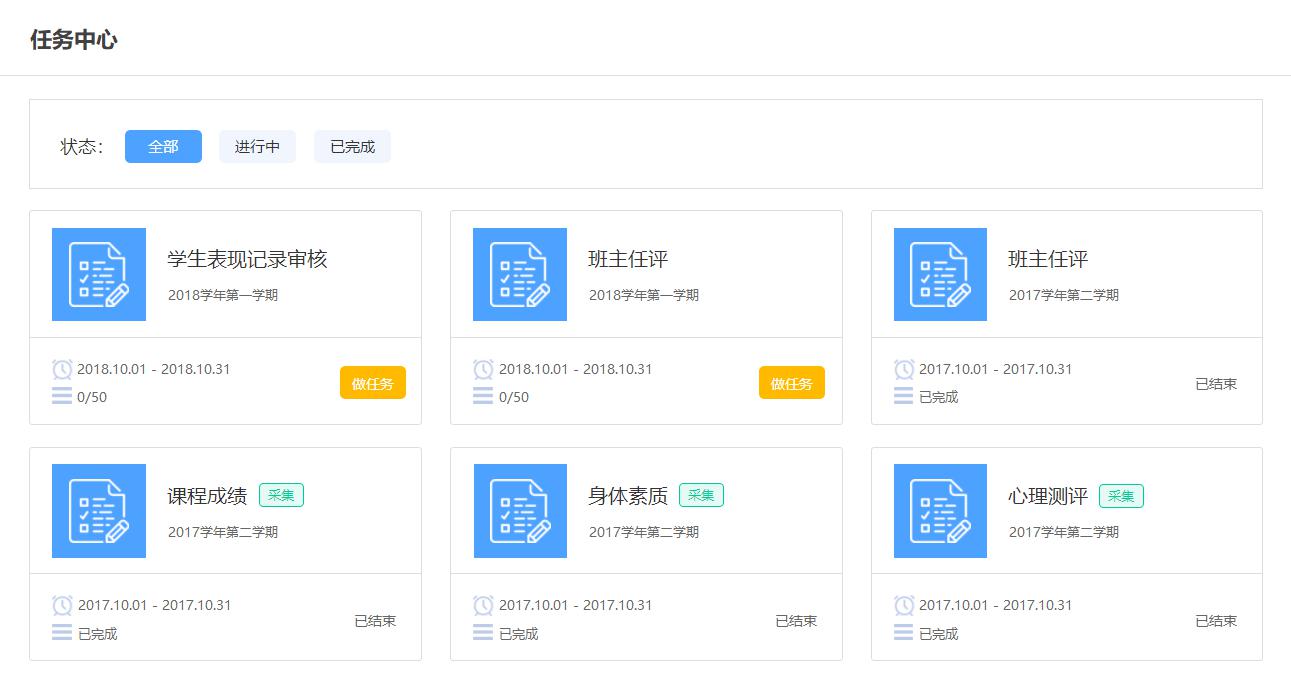 任务中心
状态： 全部 进行中 已完成
学生表现记录审核
2018学年第一学期
2018.10.01 - 2018.10.31
0/50
做任务
班主任评
2018学年第一学期
2018.10.01 - 2018.10.31
0/50
做任务
班主任评
2017学年第二学期
2017.10.01 - 2017.10.31
已完成
已结束
课程成绩 采集
2017学年第二学期
2017.10.01 - 2017.10.31
已完成
已结束
身体素质 采集
2017学年第二学期
2017.10.01 - 2017.10.31
已完成
已结束
心理测评 采集
2017学年第二学期
2017.10.01 - 2017.10.31
已完成
已结束